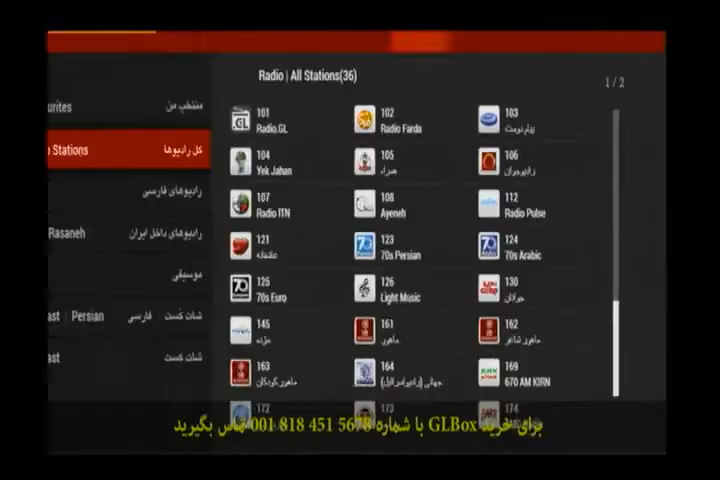 Radio | All Stations(36)
1 / 2
urites منتخب من
Stations کل رادیوها
رادیوهای فارسی
Rasaneh رادیوهای داخل ایران
موسیقی
ast | Persian شات کست | فارسی
ast شات کست
101 Radio.GL
102 Radio Farda
103 پیام دوست
104 Yek Jahan
105 همراه
106 رادیو جوان
107 Radio ITN
108 Ayeneh
112 Radio Pulse
121 عاشقانه
123 70s Persian
124 70s Arabic
125 70s Euro
126 Light Music
130 جوانان
145 مژده
161 ماهور
162 ماهور شاعر
163 ماهور کودکان
164 جهانی (رادیو اسرائیل)
169 670 AM KIRN
172
173
174
برای خرید GLBox با شماره 5678 451 818 001 تماس بگیرید